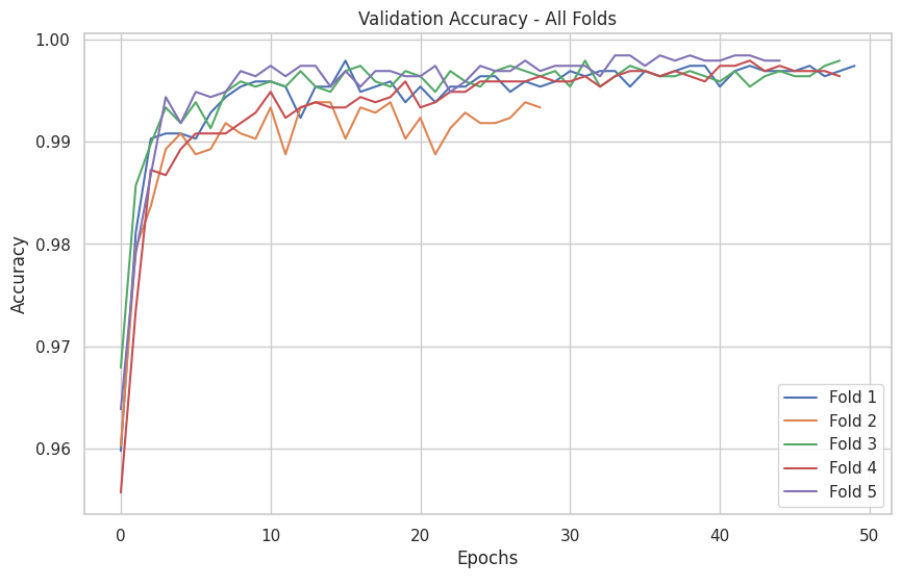 Validation Accuracy - All Folds
1.00
0.99
0.98
0.97
0.96
Accuracy
0
10
20
30
40
50
Epochs
Fold 1
Fold 2
Fold 3
Fold 4
Fold 5